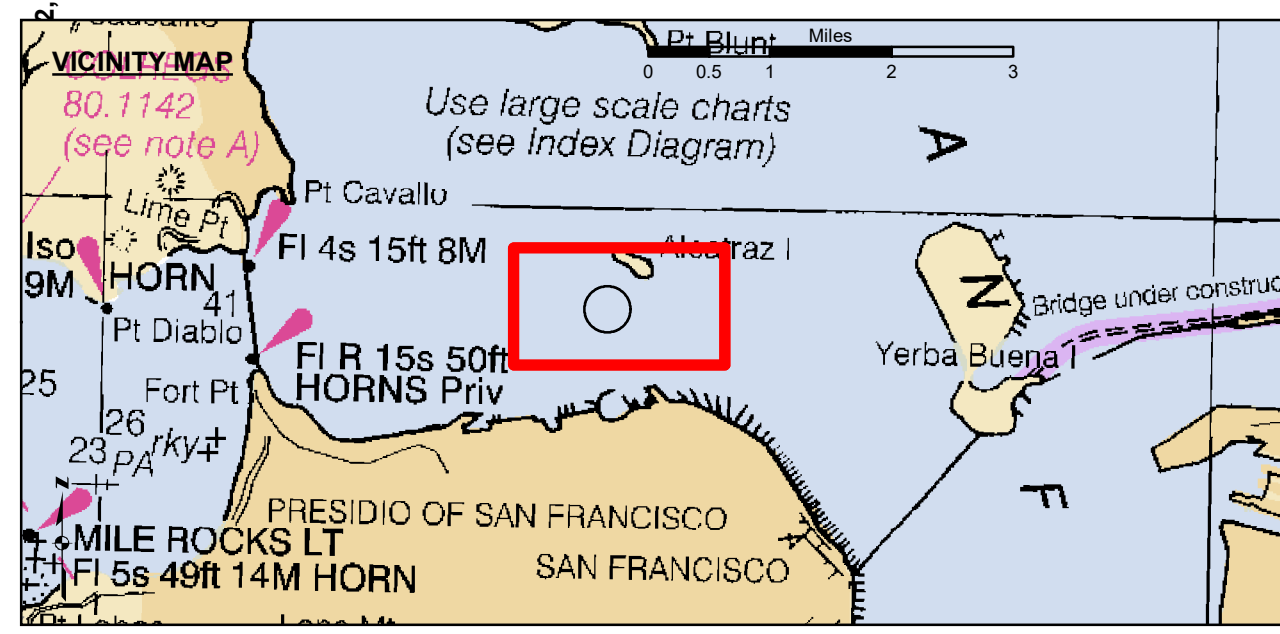 VICINITY MAP
COLREGS
80.1142
(see note A)
Pt Blunt
Miles
0 0.5 1 2 3
Use large scale charts
(see Index Diagram)
A
Lime Pt
Pt Cavallo
Iso
9M
HORN
Fl 4s 15ft 8M
Alcatraz I
N
Bridge under construc
41
Pt Diablo
Yerba Buena I
Fl R 15s 50ft
HORNS Priv
25
Fort Pt
26
23
PA
rky
F
N
PRESIDIO OF SAN FRANCISCO
SAN FRANCISCO
MILE ROCKS LT
Fl 5s 49ft 14M HORN